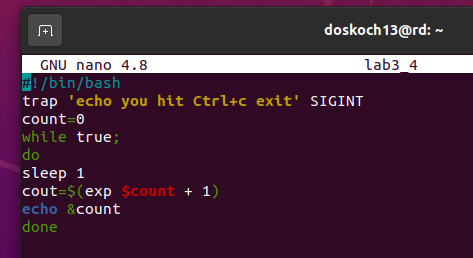 doskoch13@rd: ~
GNU nano 4.8 lab3_4
#!/bin/bash
trap 'echo you hit Ctrl+c exit' SIGINT
count=0
while true;
do
sleep 1
cout=$(exp $count + 1)
echo &count
done